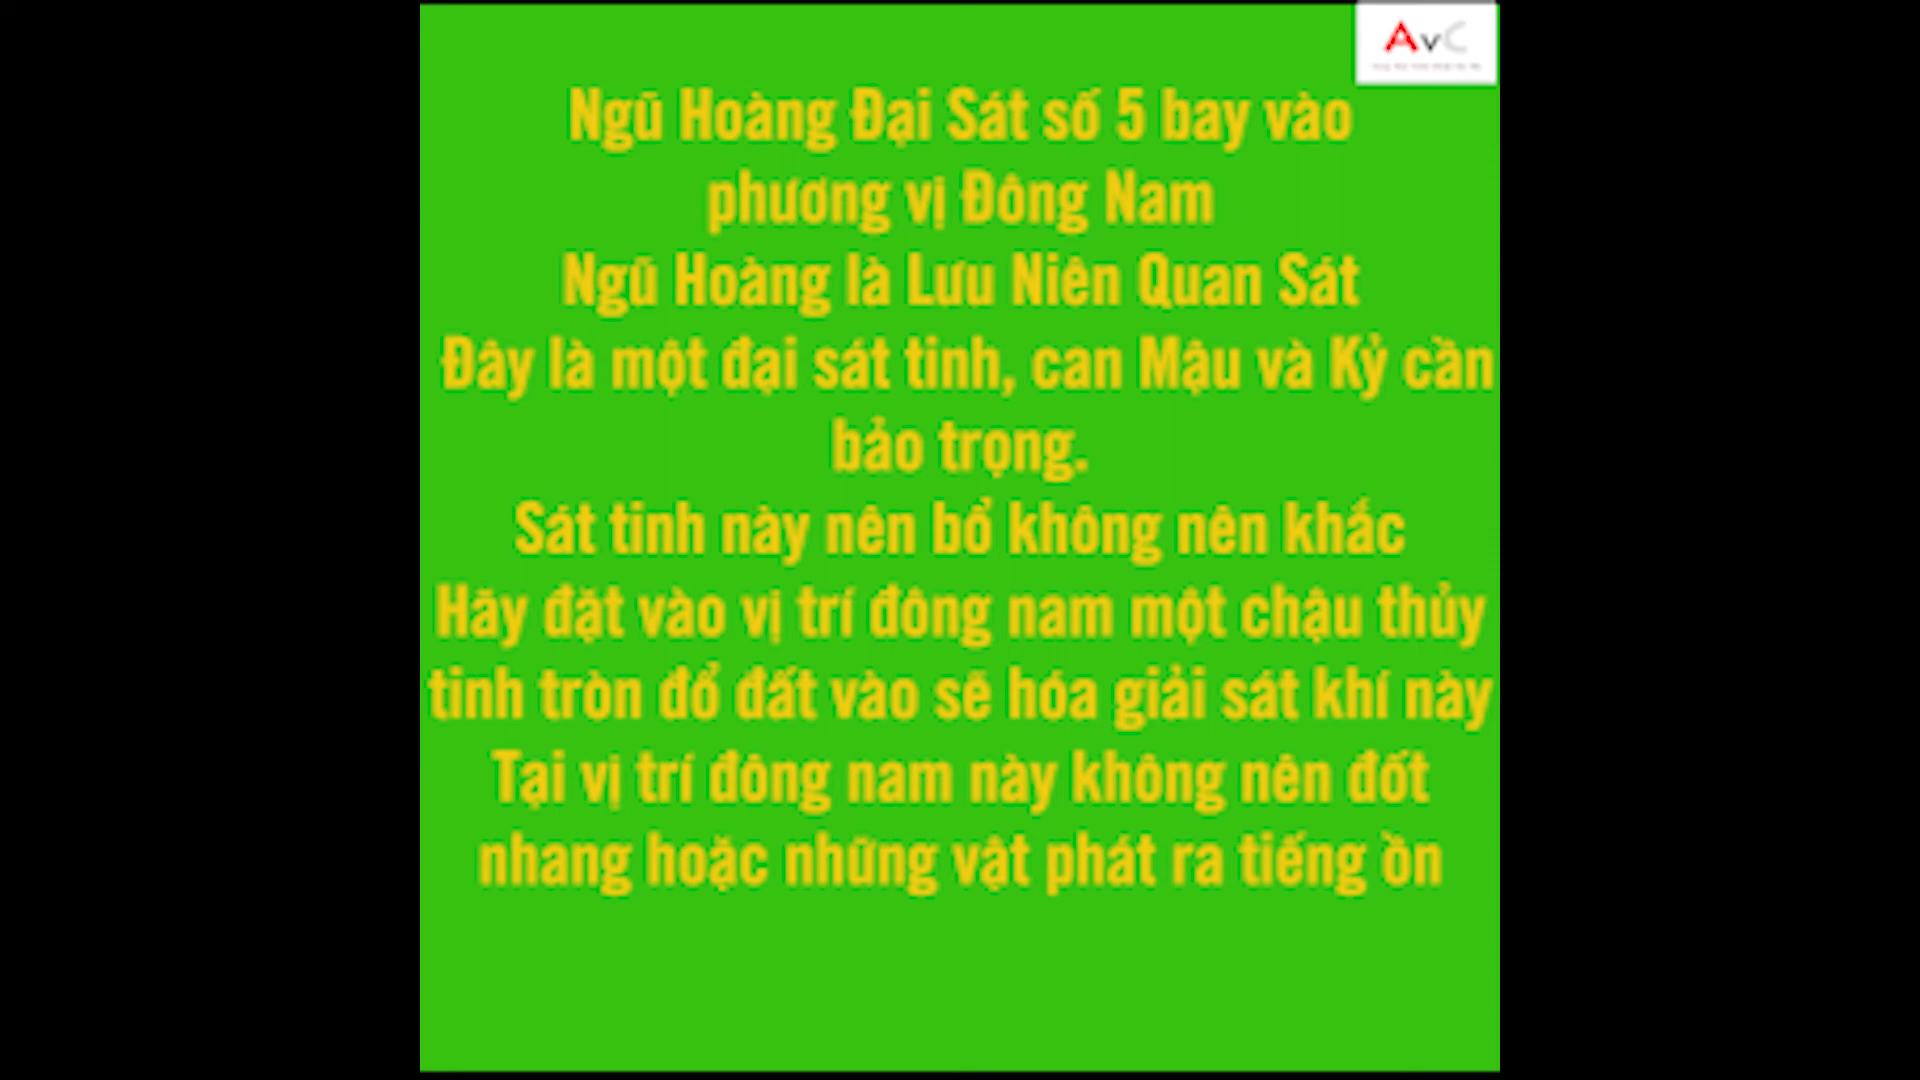 AvC
Ngũ Hoàng Đại Sát số 5 bay vào
phương vị Đông Nam
Ngũ Hoàng là Lưu Niên Quan Sát
Đây là một đại sát tinh, can Mậu và Kỷ cần
bảo trọng.
Sát tinh này nên bổ không nên khắc
Hãy đặt vào vị trí đông nam một chậu thủy
tinh tròn đổ đất vào sẽ hóa giải sát khí này
Tại vị trí đông nam này không nên đốt
nhang hoặc những vật phát ra tiếng ồn